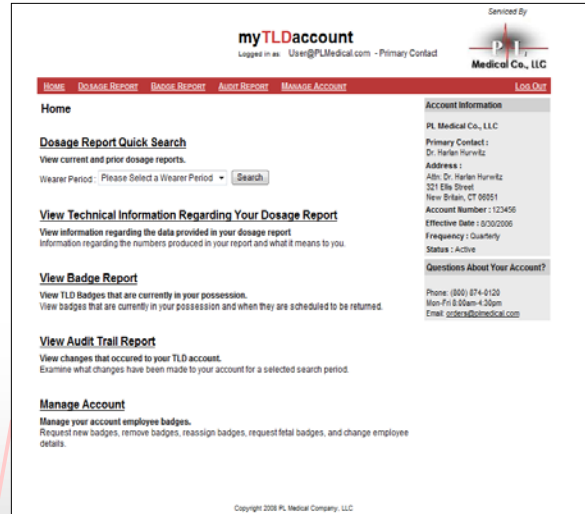 Serviced By
myTLDaccount
Logged in as: User@PLMedical.com - Primary Contact
P L
Medical Co., LLC
Home Dosage Report Badge Report Audit Report Manage Account Log Out
Home
Dosage Report Quick Search
View current and prior dosage reports.
Wearer Period : Please Select a Wearer Period Search
View Technical Information Regarding Your Dosage Report
View information regarding the data provided in your dosage report
Information regarding the numbers produced in your report and what it means to you.
View Badge Report
View TLD Badges that are currently in your possession.
View badges that are currently in your possession and when they are scheduled to be returned.
View Audit Trail Report
View changes that occured to your TLD account.
Examine what changes have been made to your account for a selected search period.
Manage Account
Manage your account employee badges.
Request new badges, remove badges, reassign badges, request fetal badges, and change employee
details.
Account Information
PL Medical Co., LLC
Primary Contact :
Dr. Harlan Hurwitz
Address :
Attn: Dr. Harlan Hurwitz
321 Ellis Street
New Britain, CT 06051
Account Number : 123456
Effective Date : 8/30/2006
Frequency : Quarterly
Status : Active
Questions About Your Account?
Phone: (800) 874-0120
Mon-Fri 8:00am-4:30pm
Email: orders@plmedical.com
Copyright 2008 PL Medical Company, LLC